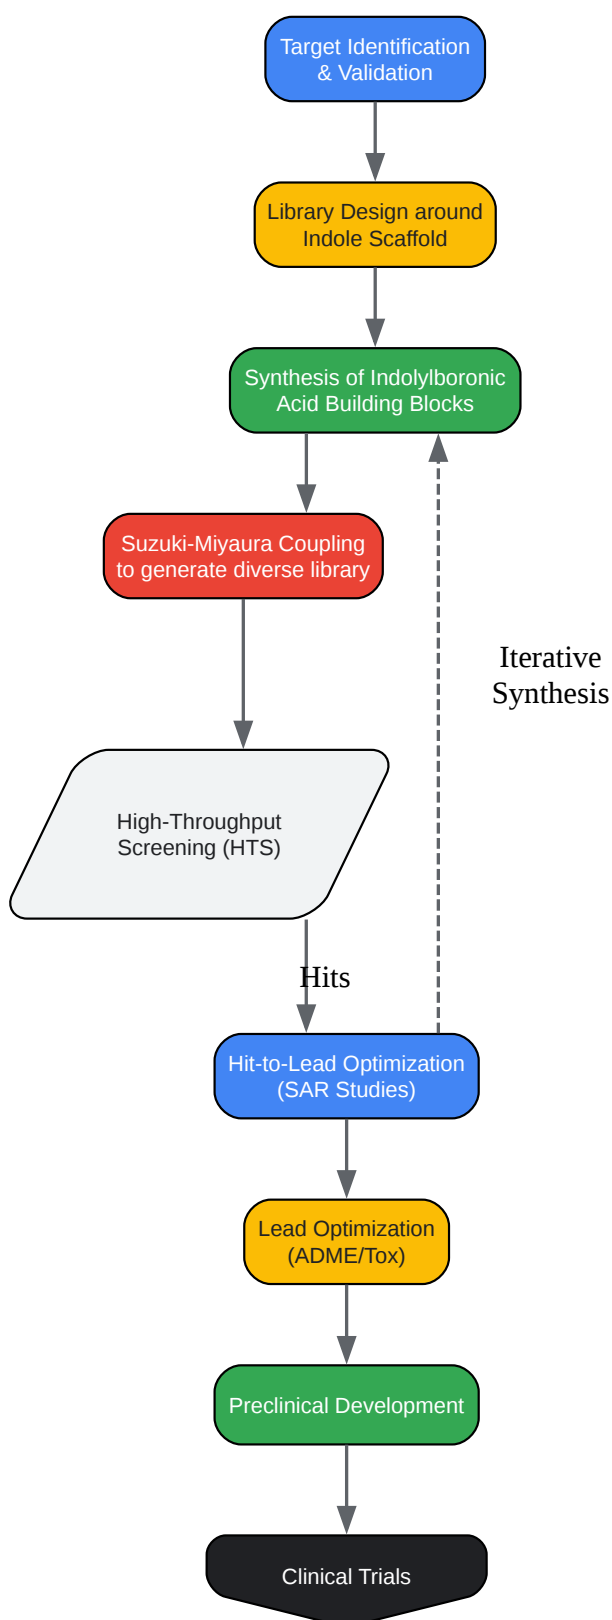 Target Identification
& Validation
Library Design around
Indole Scaffold
Synthesis of Indolylboronic
Acid Building Blocks
Suzuki-Miyaura Coupling
to generate diverse library
Iterative
Synthesis
High-Throughput
Screening (HTS)
Hits
Hit-to-Lead Optimization
(SAR Studies)
Lead Optimization
(ADME/Tox)
Preclinical Development
Clinical Trials